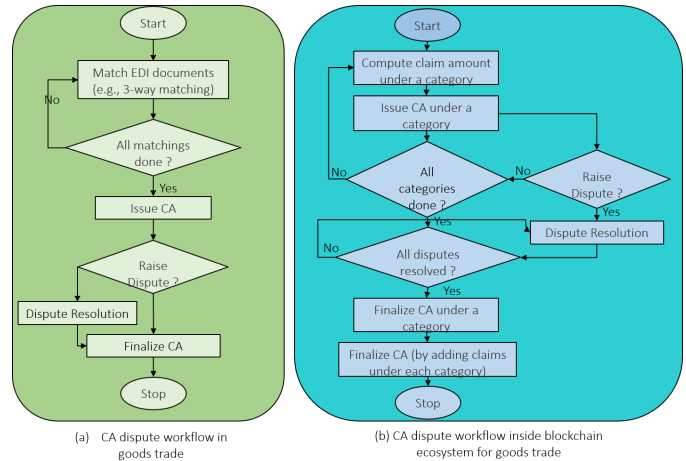 Start
Match EDI documents
(e.g., 3-way matching)
No
All matchings
done ?
Yes
Issue CA
Raise
Dispute ?
Dispute Resolution
Finalize CA
Stop
(a) CA dispute workflow in
goods trade
Start
Compute claim amount
under a category
Issue CA under a
category
No
All
categories
done ?
No
Raise
Dispute ?
Yes
Yes
Dispute Resolution
No
All disputes
resolved ?
Yes
Finalize CA under a
category
Finalize CA (by adding claims
under each category)
Stop
(b) CA dispute workflow inside blockchain
ecosystem for goods trade